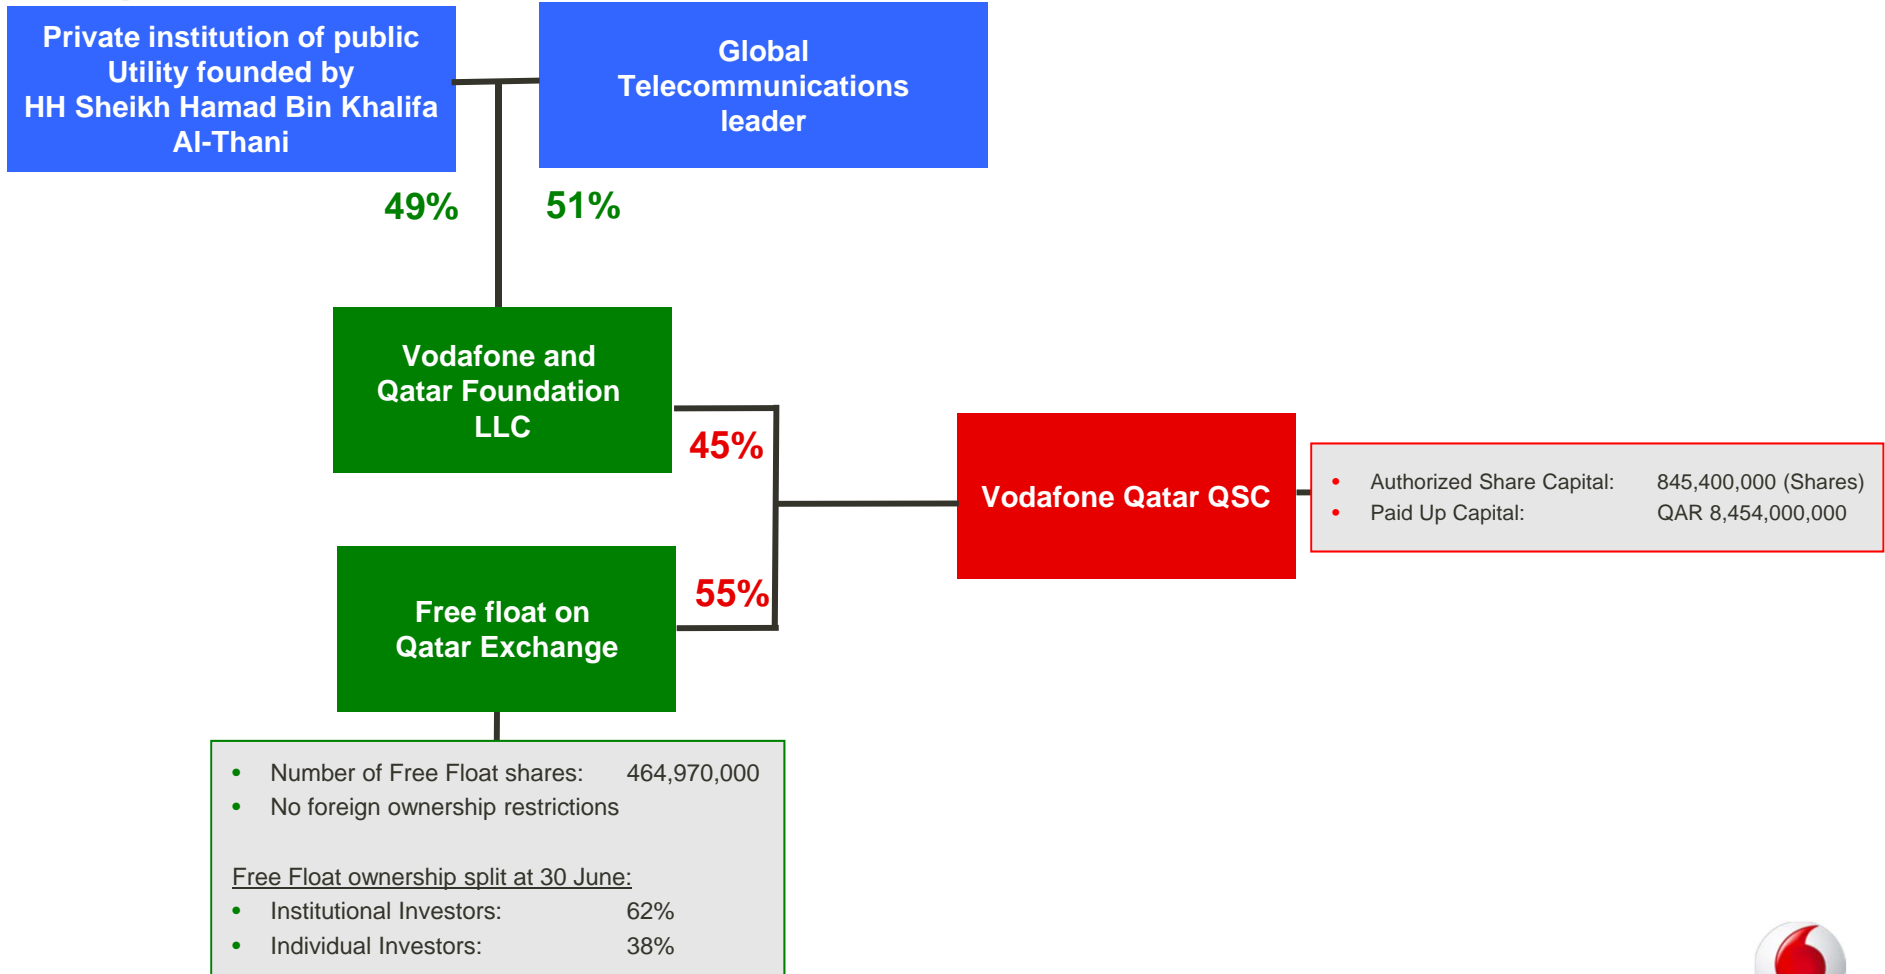 Private institution of public
Utility founded by
HH Sheikh Hamad Bin Khalifa
Al-Thani
Global
Telecommunications
leader
49%
51%
Vodafone and
Qatar Foundation
LLC
45%
Vodafone Qatar QSC
• Authorized Share Capital: 845,400,000 (Shares)
• Paid Up Capital: QAR 8,454,000,000
55%
Free float on
Qatar Exchange
• Number of Free Float shares: 464,970,000
• No foreign ownership restrictions
Free Float ownership split at 30 June:
• Institutional Investors: 62%
• Individual Investors: 38%